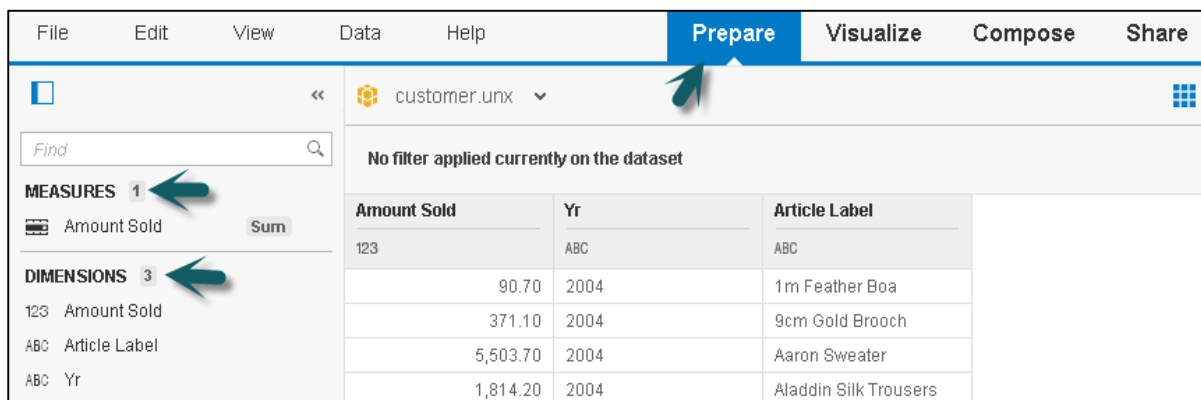 File Edit View Data Help Prepare Visualize Compose Share
«
customer.unx
Find
No filter applied currently on the dataset
MEASURES 1
Amount Sold Sum
DIMENSIONS 3
123 Amount Sold
ABC Article Label
ABC Yr
Amount Sold Yr Article Label
123 ABC ABC
90.70 2004 1m Feather Boa
371.10 2004 9cm Gold Brooch
5,503.70 2004 Aaron Sweater
1,814.20 2004 Aladdin Silk Trousers